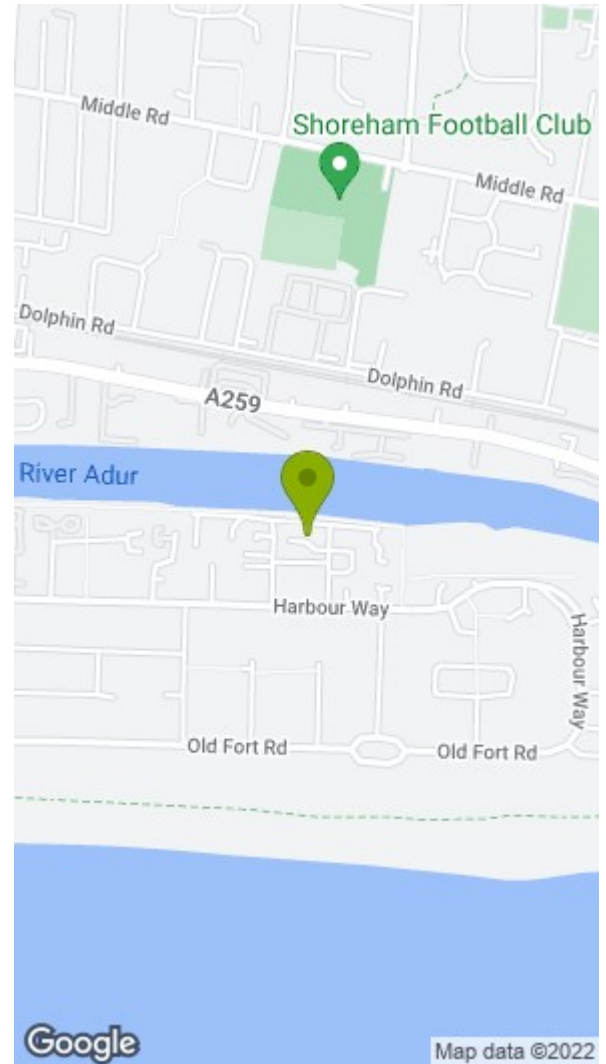 Middle Rd
Shoreham Football Club
Middle Rd
Dolphin Rd
Dolphin Rd
A259
River Adur
Harbour Way
Harbour Way
Old Fort Rd
Old Fort Rd
Google
Map data ©2022